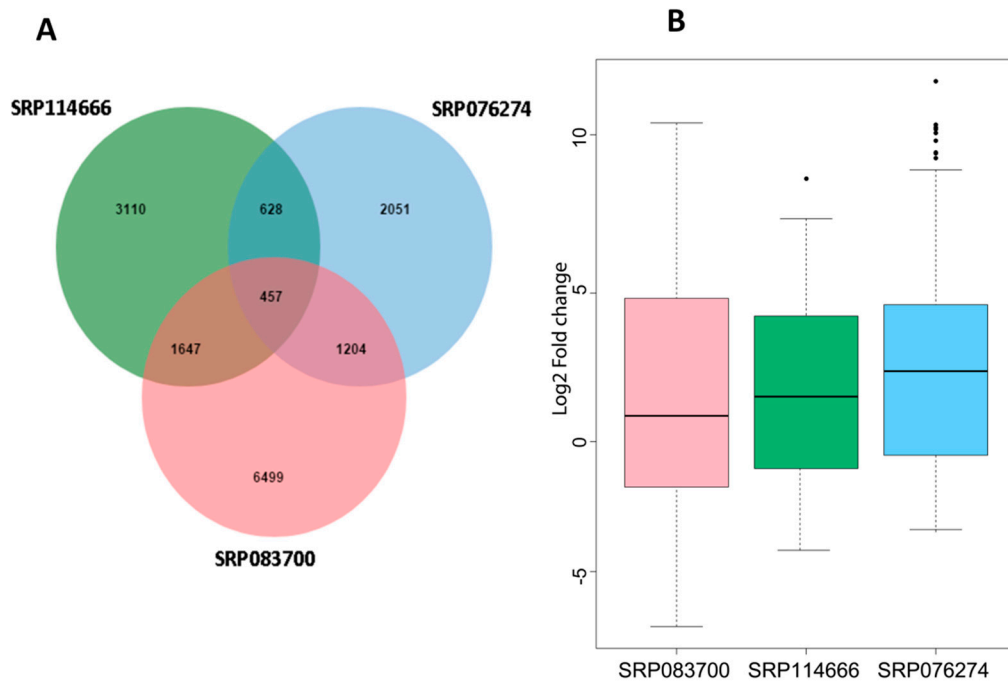 A
SRP114666
SRP076274
3110
628
2051
457
1647
1204
6499
SRP083700
B
Log2 Fold change
10
5
0
-5
SRP083700
SRP114666
SRP076274